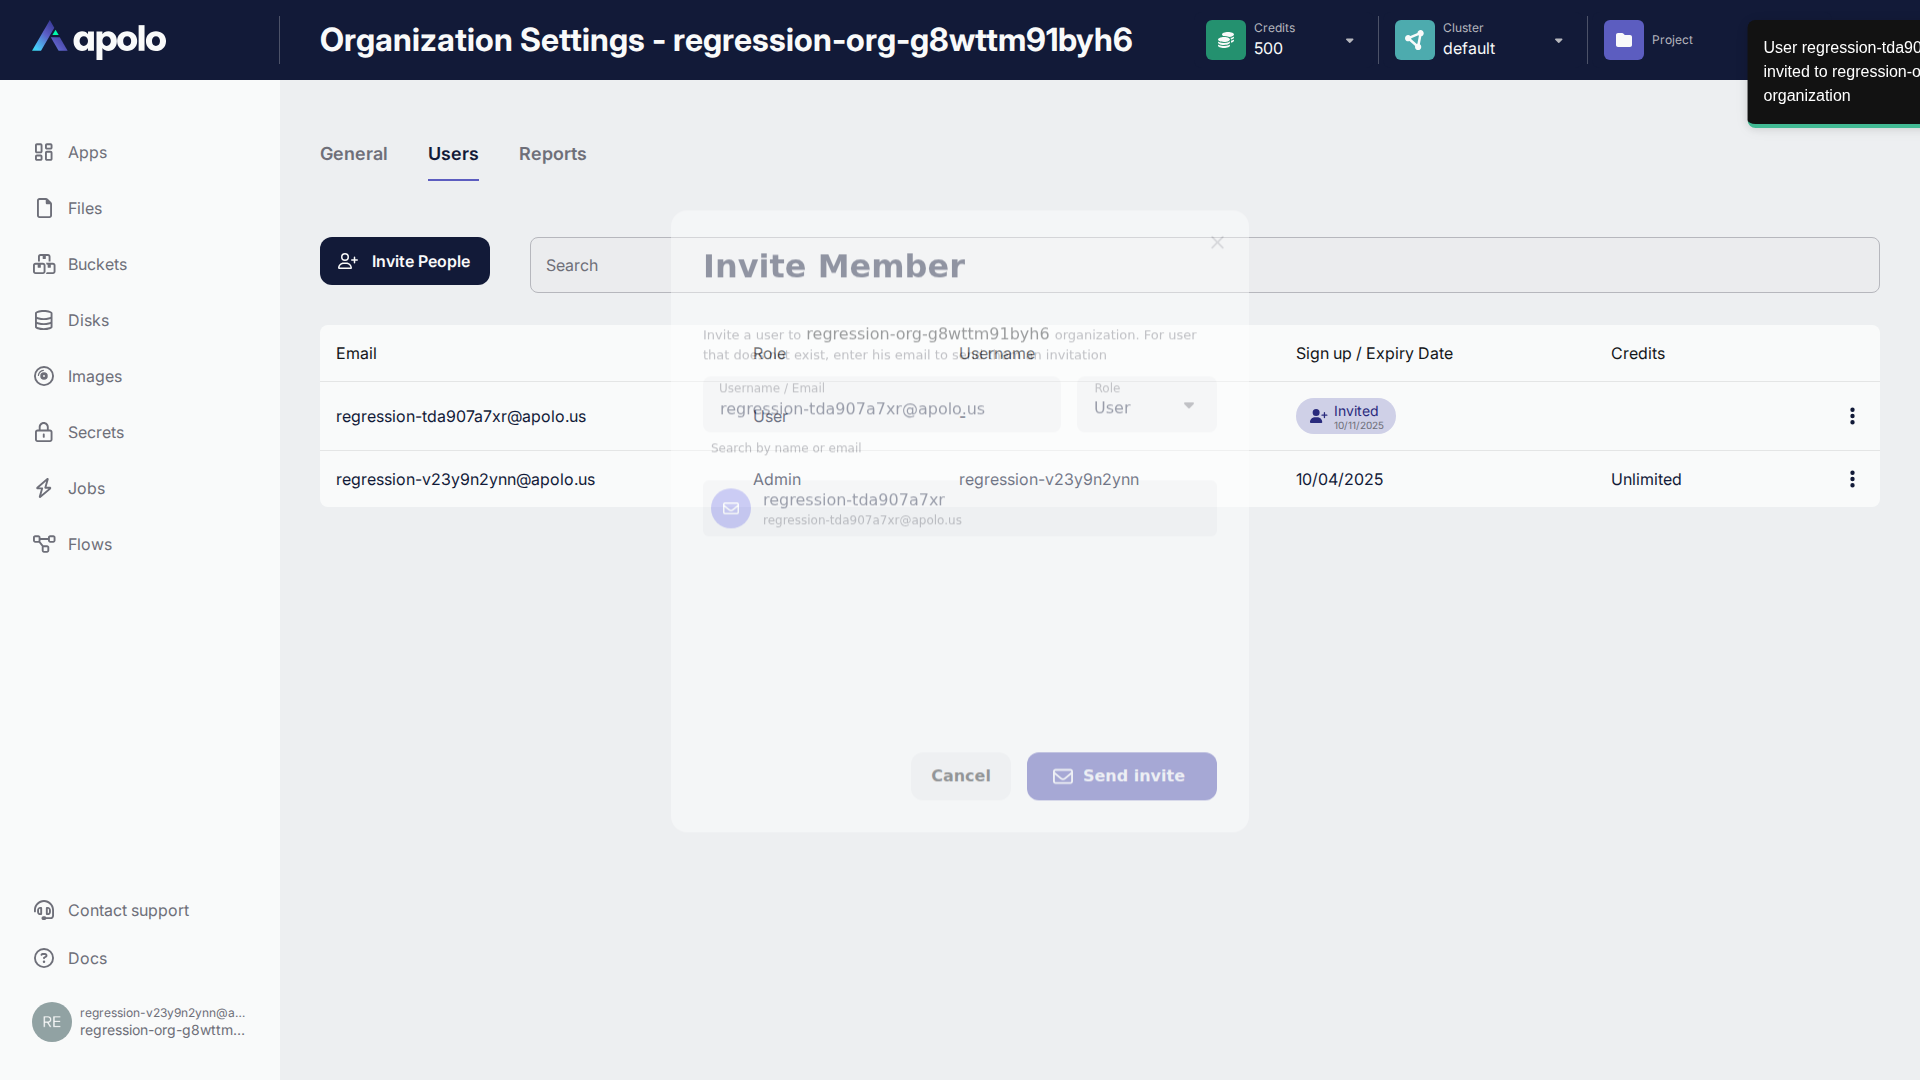 apolo
Organization Settings - regression-org-g8wttm91byh6
Credits
500
Cluster
default
Project
User regression-tda90
invited to regression-o
organization
Apps
Files
Buckets
Disks
Images
Secrets
Jobs
Flows
General Users Reports
Invite People
Search
Email Role Username Sign up / Expiry Date Credits
regression-tda907a7xr@apolo.us User - Invited
10/11/2025
regression-v23y9n2ynn@apolo.us Admin regression-v23y9n2ynn 10/04/2025 Unlimited
Invite Member
Invite a user to regression-org-g8wttm91byh6 organization. For user
that does exist, enter his email to invitation
Username / Email
regression-tda907a7xr@apolo.us
Role
User
Search by name or email
regression-tda907a7xr
regression-tda907a7xr@apolo.us
Cancel
Send invite
Contact support
Docs
RE
regression-v23y9n2ynn@a...
regression-org-g8wttm...